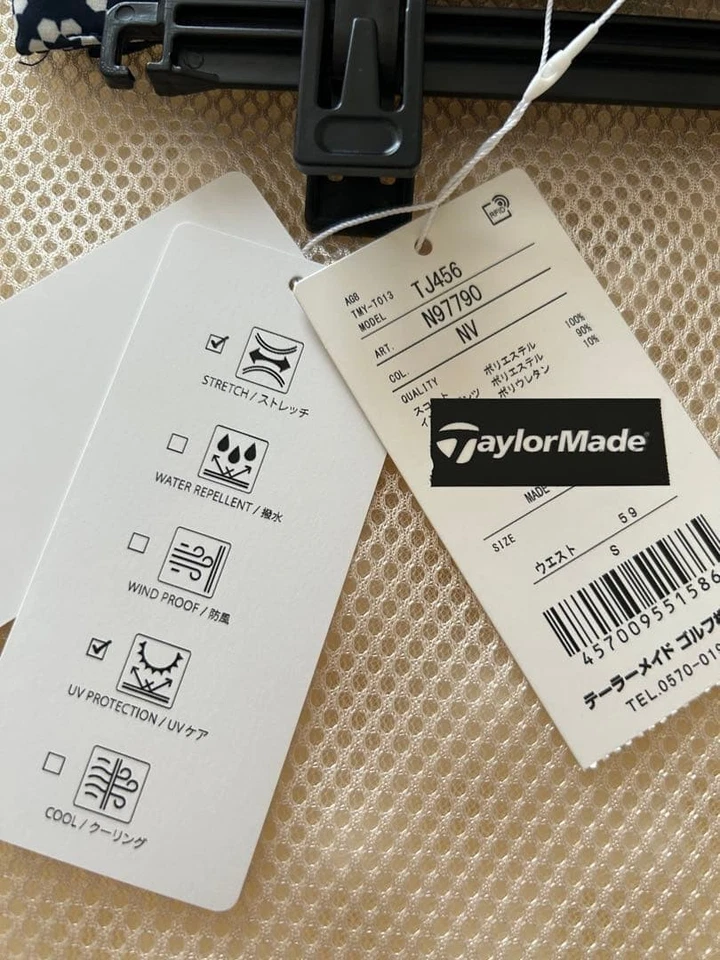 STRETCH / ストレッチ
WATER REPELLENT / 撥水
WIND PROOF / 防風
UV PROTECTION / UVケア
COOL / クーリング
RFID
AGB
TMY-T013
MODEL TJ456
ART. N97790
COL. NV
QUALITY
ポリエステル 100%
ポリエステル 90%
ポリウレタン 10%
TaylorMade
MADE
SIZE
ウエスト 59
S
457009551586
テーラーメイド ゴルフ
TEL.0570-019